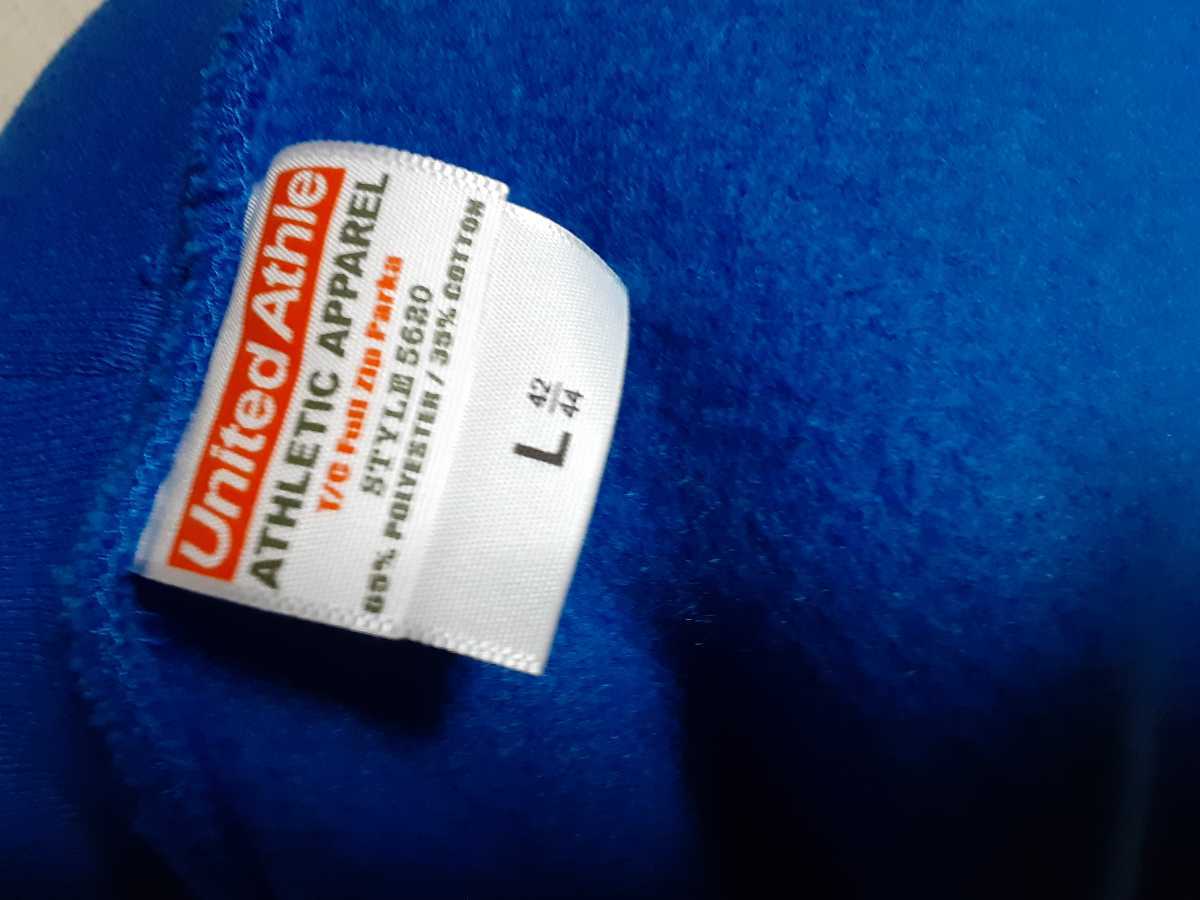 United Athle
ATHLETIC APPAREL
T/C Full Zip Parka
STYLE 5620
65% POLYESTER / 35% COTTON
L 42/44